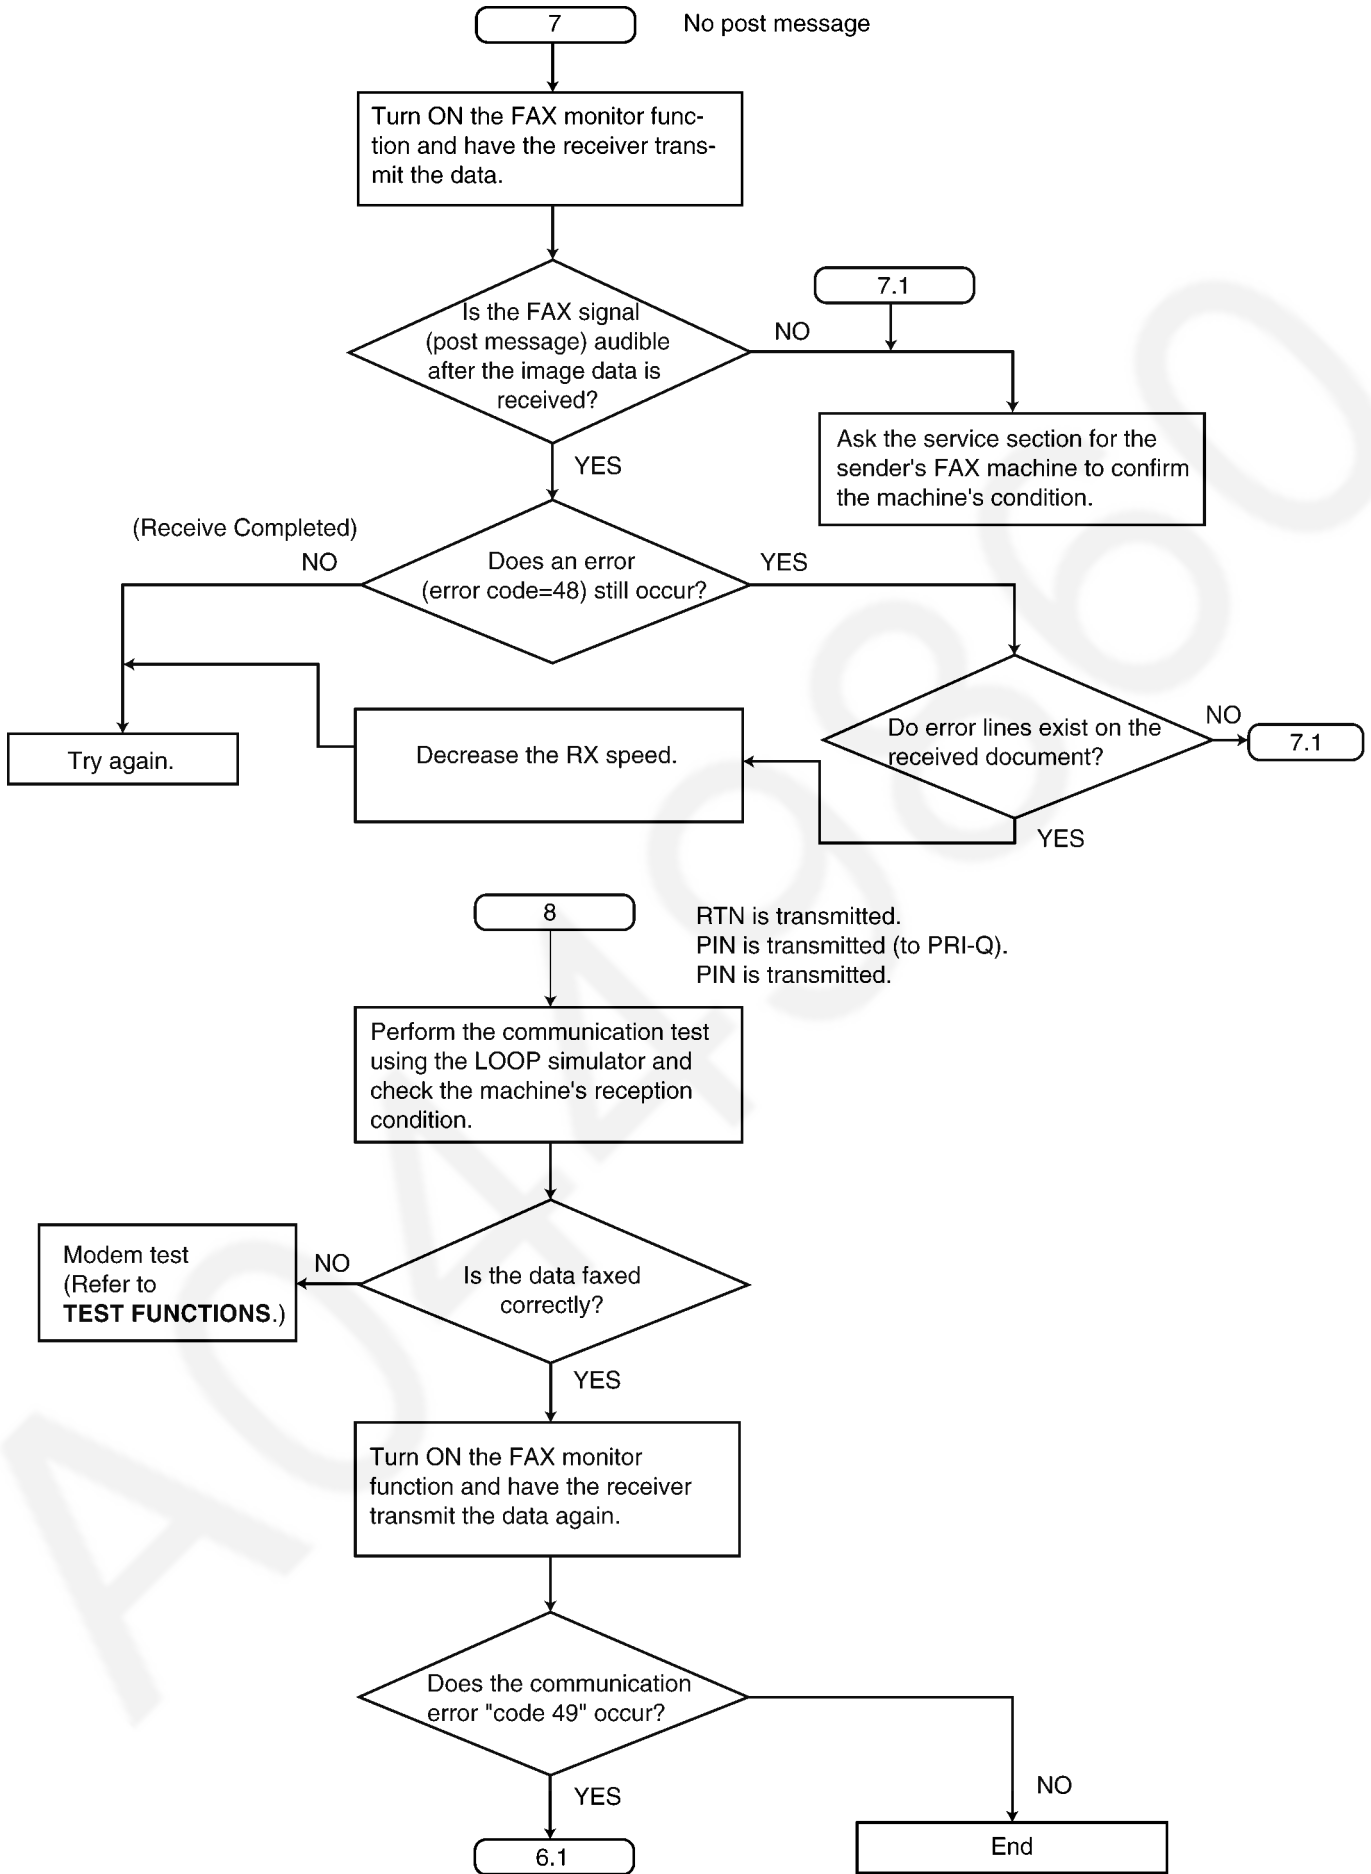 7
No post message
Turn ON the FAX monitor func-
tion and have the receiver trans-
mit the data.
7.1
Is the FAX signal
(post message) audible
after the image data is
received?
NO
Ask the service section for the
sender's FAX machine to confirm
the machine's condition.
YES
(Receive Completed)
NO
Does an error
(error code=48) still occur?
YES
Do error lines exist on the
received document?
NO
7.1
Try again.
Decrease the RX speed.
YES
8
RTN is transmitted.
PIN is transmitted (to PRI-Q).
PIN is transmitted.
Perform the communication test
using the LOOP simulator and
check the machine's reception
condition.
Modem test
(Refer to
TEST FUNCTIONS.)
NO
Is the data faxed
correctly?
YES
Turn ON the FAX monitor
function and have the receiver
transmit the data again.
Does the communication
error "code 49" occur?
YES
NO
6.1
End
A0449860